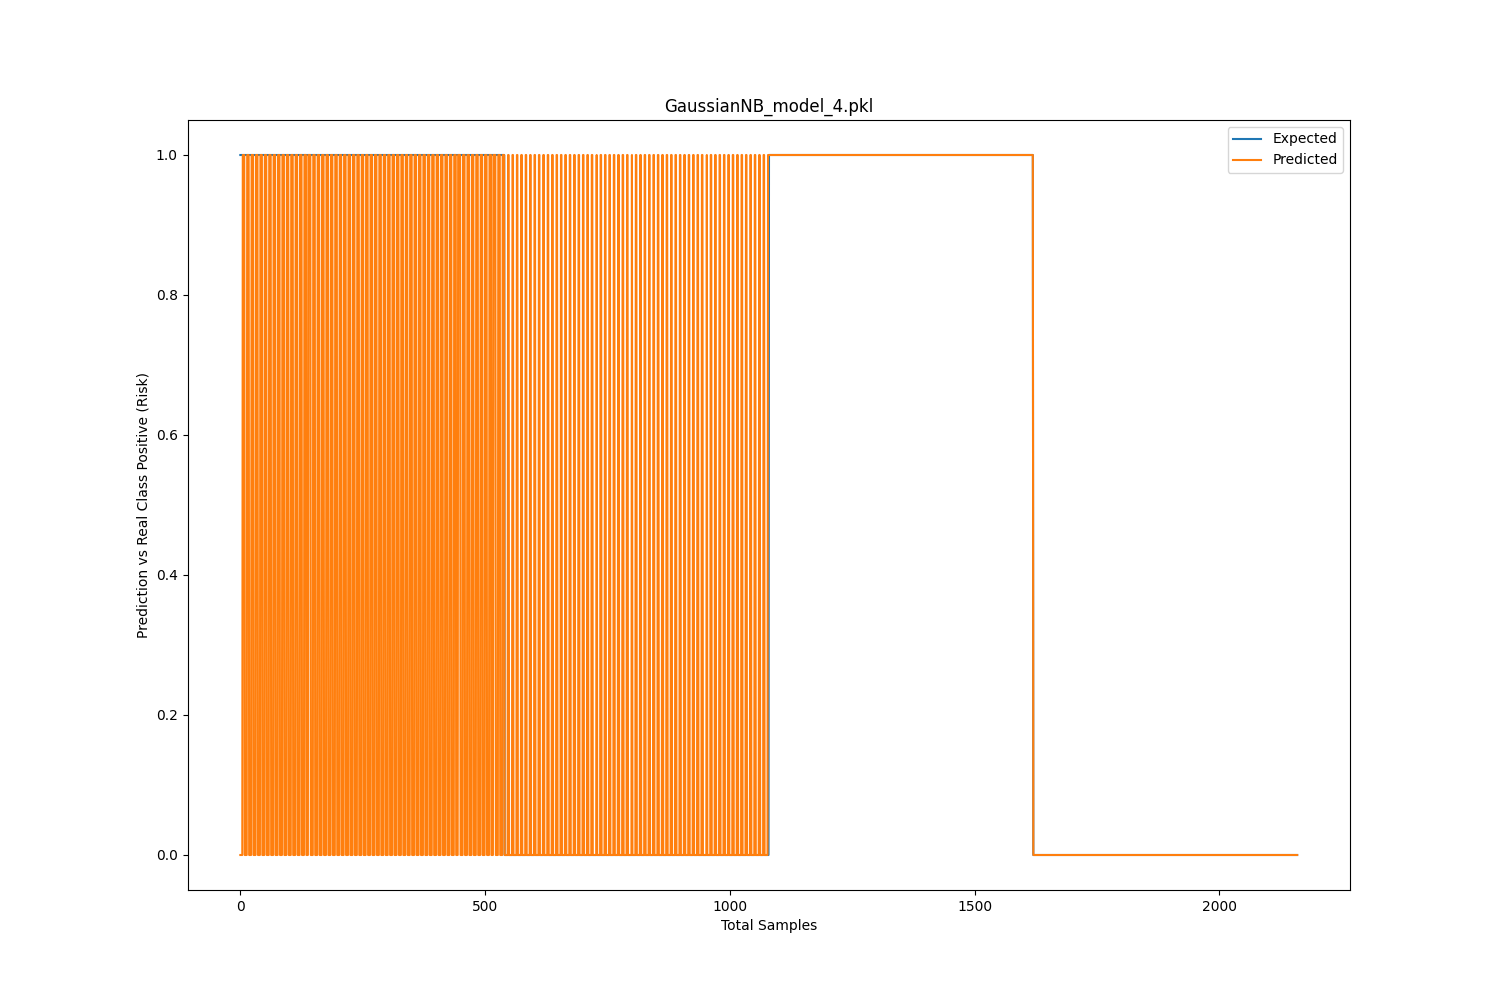 GaussianNB_model_4.pkl
Expected
Predicted
1.0
0.8
0.6
0.4
0.2
0.0
Prediction vs Real Class Positive (Risk)
0
500
1000
1500
2000
Total Samples